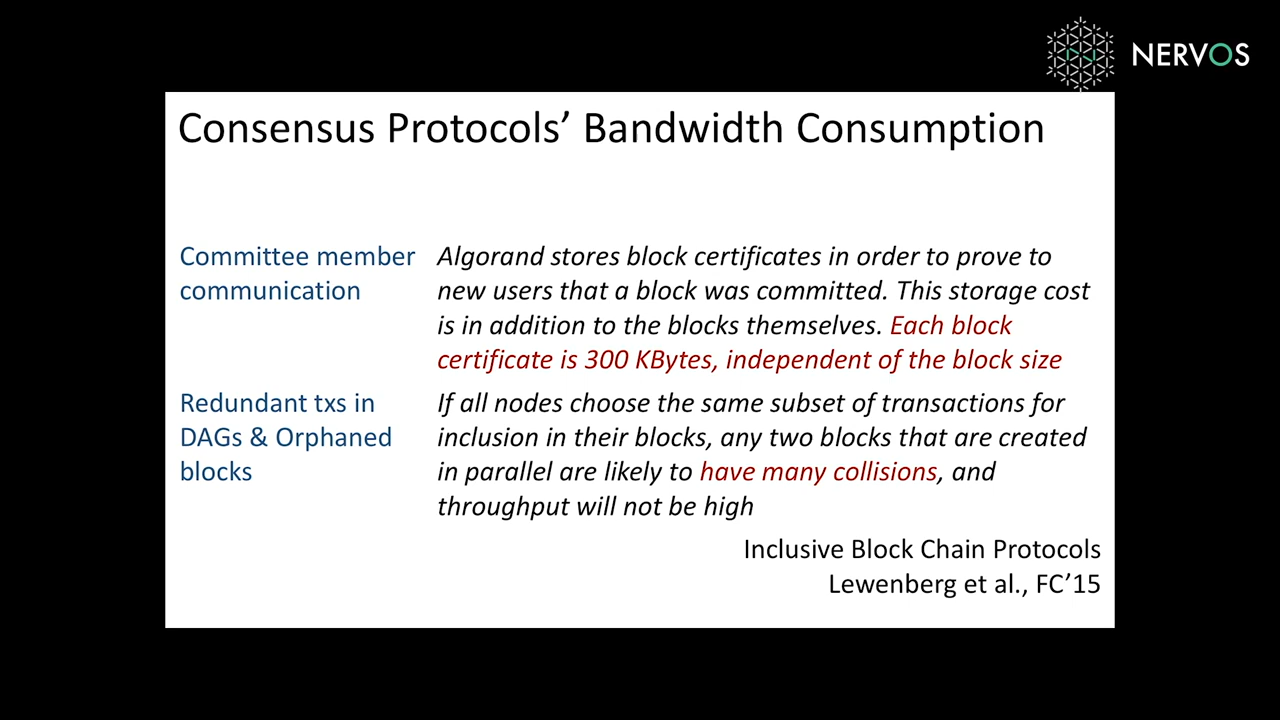 NERVOS
Consensus Protocols’ Bandwidth Consumption
Committee member
communication
Algorand stores block certificates in order to prove to
new users that a block was committed. This storage cost
is in addition to the blocks themselves. Each block
certificate is 300 KBytes, independent of the block size
Redundant txs in
DAGs & Orphaned
blocks
If all nodes choose the same subset of transactions for
inclusion in their blocks, any two blocks that are created
in parallel are likely to have many collisions, and
throughput will not be high
Inclusive Block Chain Protocols
Lewenberg et al., FC’15